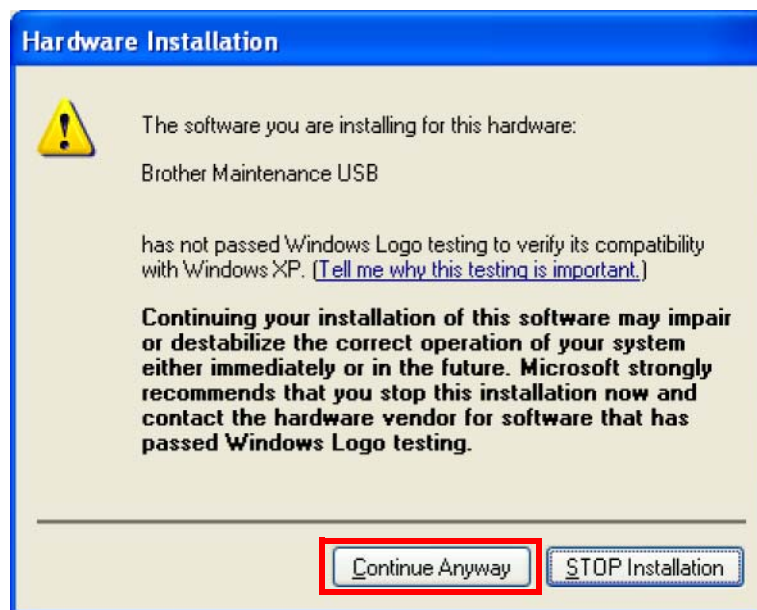 Hardware Installation
The software you are installing for this hardware:
Brother Maintenance USB
has not passed Windows Logo testing to verify its compatibility
with Windows XP. (Tell me why this testing is important.)
Continuing your installation of this software may impair
or destabilize the correct operation of your system
either immediately or in the future. Microsoft strongly
recommends that you stop this installation now and
contact the hardware vendor for software that has
passed Windows Logo testing.
Continue Anyway STOP Installation